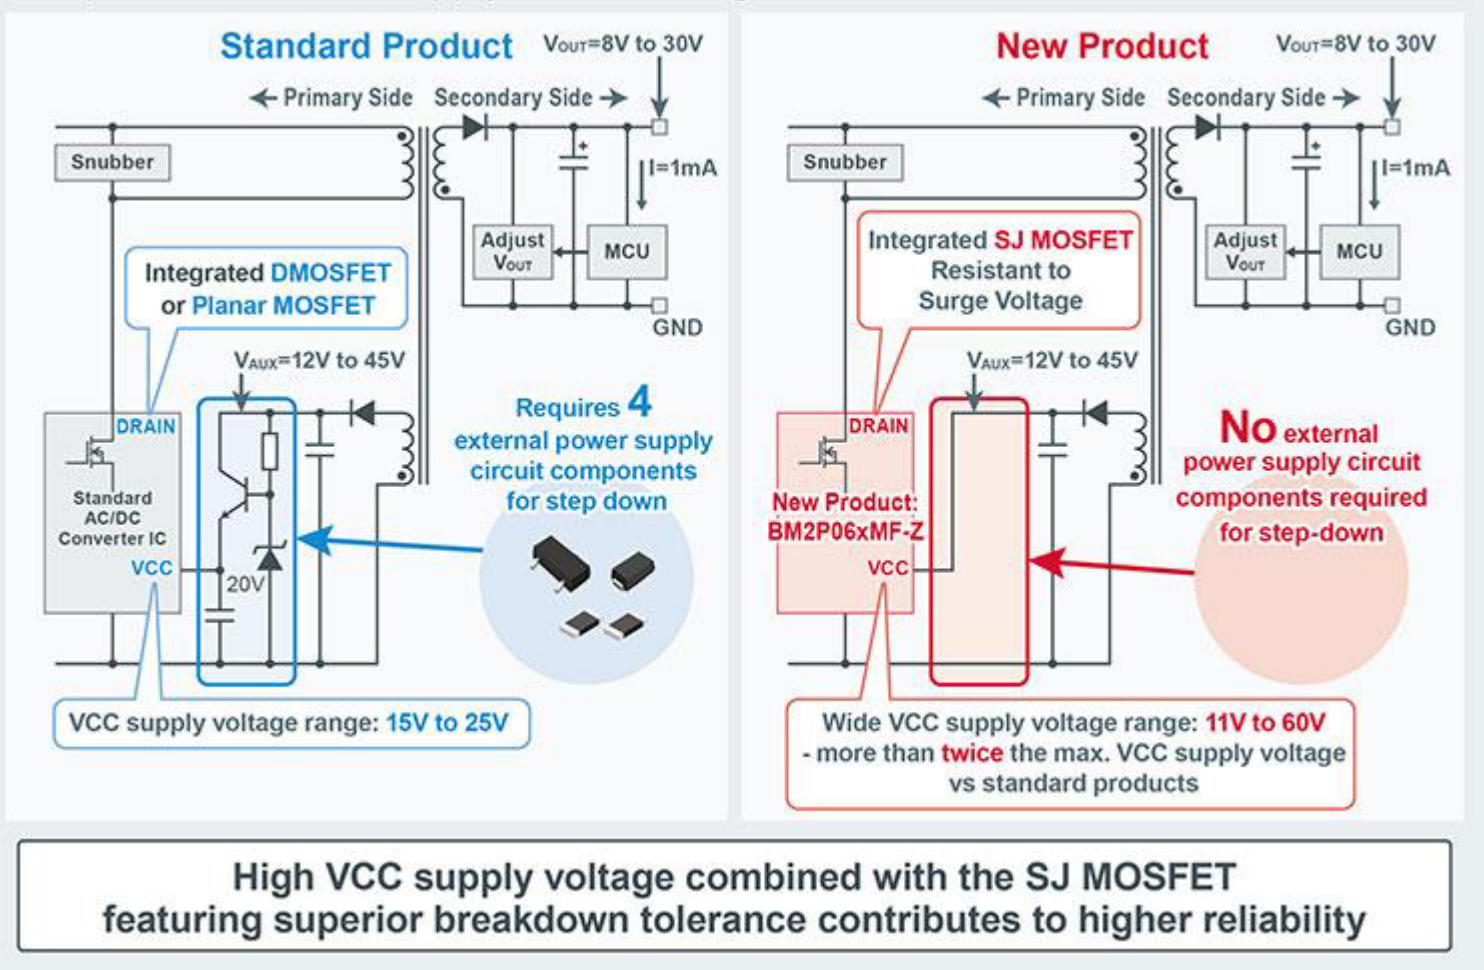 Standard Product
VOUT=8V to 30V
← Primary Side
Secondary Side →
Snubber
+
I=1mA
Adjust
VOUT
MCU
GND
Integrated DMOSFET
or Planar MOSFET
VAUX=12V to 45V
DRAIN
Standard
AC/DC
Converter IC
VCC
20V
Requires 4
external power supply
circuit components
for step down
VCC supply voltage range: 15V to 25V
New Product
VOUT=8V to 30V
← Primary Side
Secondary Side →
Snubber
+
I=1mA
Adjust
VOUT
MCU
GND
Integrated SJ MOSFET
Resistant to
Surge Voltage
VAUX=12V to 45V
DRAIN
New Product:
BM2P06xMF-Z
VCC
No external
power supply circuit
components required
for step-down
Wide VCC supply voltage range: 11V to 60V
- more than twice the max. VCC supply voltage
vs standard products
High VCC supply voltage combined with the SJ MOSFET
featuring superior breakdown tolerance contributes to higher reliability